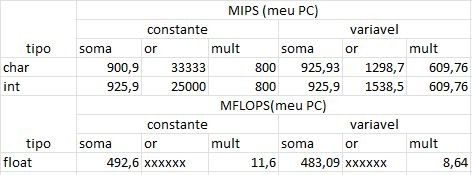 MIPS (meu PC)
constante variavel
tipo soma or mult soma or mult
char 900,9 33333 800 925,93 1298,7 609,76
int 925,9 25000 800 925,9 1538,5 609,76
MFLOPS(meu PC)
constante variavel
tipo soma or mult soma or mult
float 492,6 xxxxxx 11,6 483,09 xxxxxx 8,64